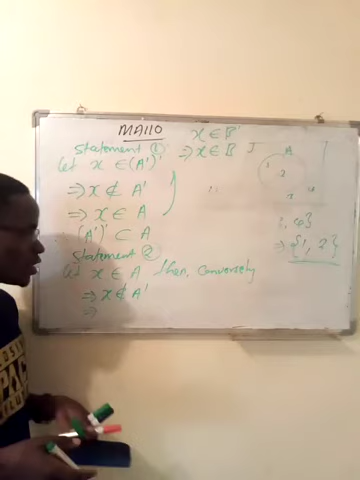 MA110
x ∈ B'
Statement ①
⇒ x ∈ B
let x ∈ (A')'
⇒ x ∉ A'
⇒ x ∈ A
(A')' ⊂ A
Statement ②
let x ∈ A then, conversely
⇒ x ∉ A'
⇒
A
⇒ {1, 2}